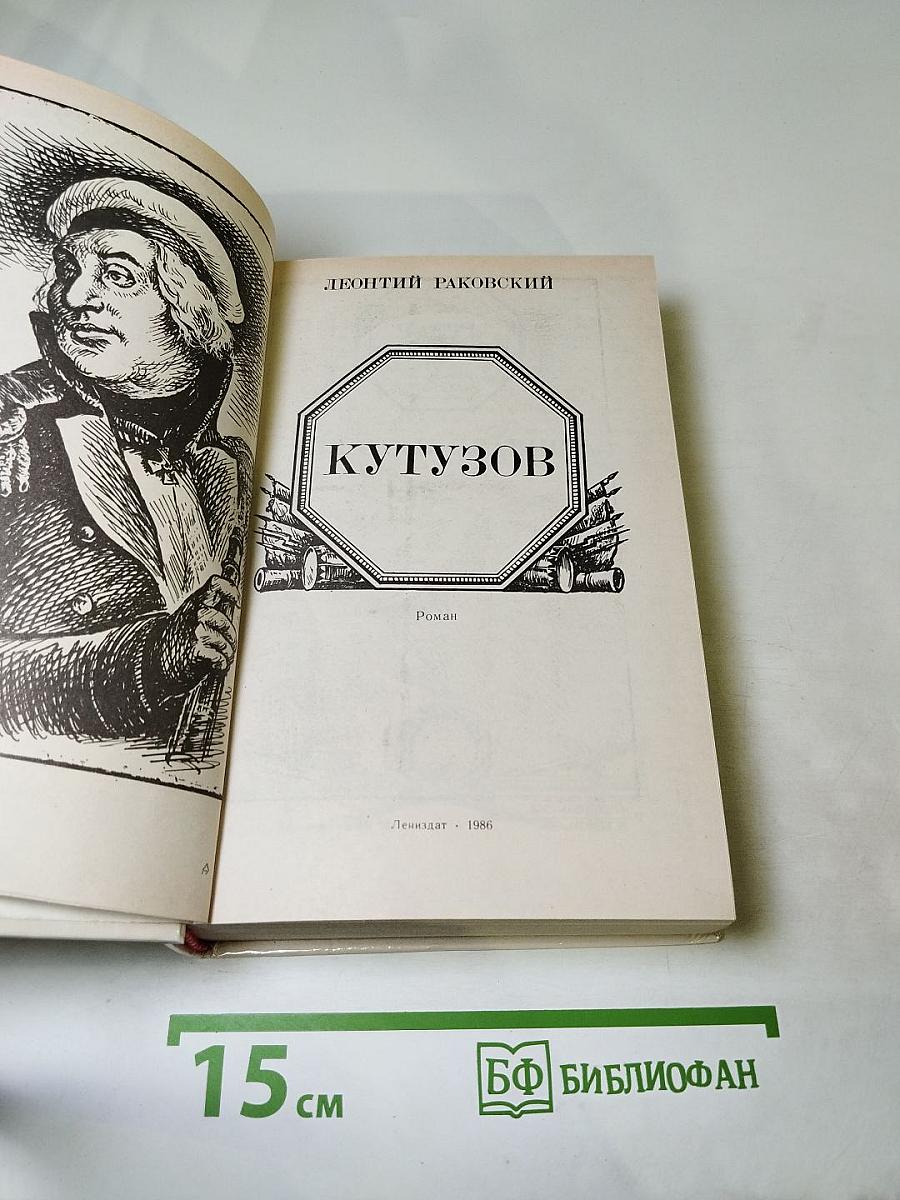 ЛЕОНТИЙ РАКОВСКИЙ
КУТУЗОВ
Роман
Лениздат · 1986
15 см
БФ БИБЛИОФАН